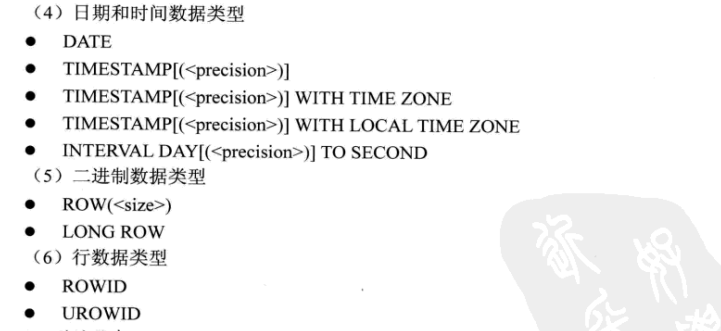 （4）日期和时间数据类型
● DATE
● TIMESTAMP[(<precision>)]
● TIMESTAMP[(<precision>)] WITH TIME ZONE
● TIMESTAMP[(<precision>)] WITH LOCAL TIME ZONE
● INTERVAL DAY[(<precision>)] TO SECOND
（5）二进制数据类型
● ROW(<size>)
● LONG ROW
（6）行数据类型
● ROWID
● UROWID